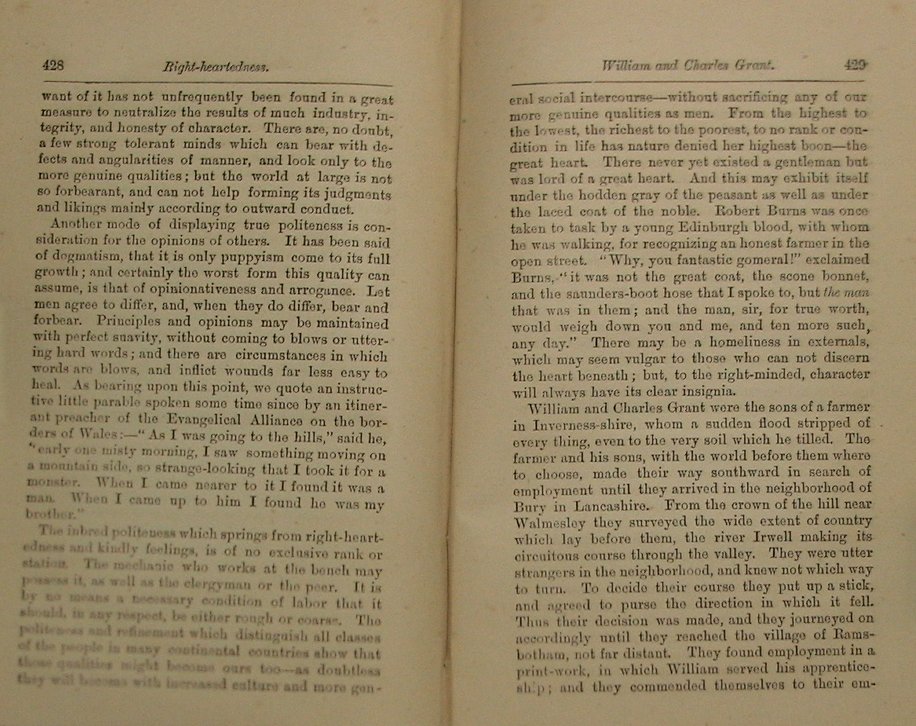 428 Right-heartedness.
want of it has not unfrequently been found in a great
measure to neutralize the results of much industry, in-
tegrity, and honesty of character. There are, no doubt,
a few strong tolerant minds which can bear with de-
fects and angularities of manner, and look only to the
more genuine qualities; but the world at large is not
so forbearant, and can not help forming its judgments
and likings mainly according to outward conduct.
Another mode of displaying true politeness is con-
sideration for the opinions of others. It has been said
of dogmatism, that it is only puppyism come to its full
growth; and certainly the worst form this quality can
assume, is that of opinionativeness and arrogance. Let
men agree to differ, and, when they do differ, bear and
forbear. Principles and opinions may be maintained
with perfect suavity, without coming to blows or utter-
ing hard words; and there are circumstances in which
words are blows, and inflict wounds far less easy to
heal. As bearing upon this point, we quote an instruc-
tive little parable spoken some time since by an itiner-
ant preacher of the Evangelical Alliance on the bor-
ders of Wales:—"As I was going to the hills," said he,
"early one misty morning, I saw something moving on
a mountain side, so strange-looking that I took it for a
monster. When I came nearer to it I found it was a
man. When I came up to him I found he was my
brother."
The inbred politeness which springs from right-heart-
edness and kindly feelings, is of no exclusive rank or
station. The mechanic who works at the bench may
possess it, as well as the clergyman or the peer. It is
by no means a necessary condition of labor that it
should, in any respect, be either rough or coarse. The
politeness and refinement which distinguish all classes
of the people in many continental countries show that
those qualities might become ours too—as doubtless
they will become with increased culture and more gen-
William and Charles Grant. 429
eral social intercourse—without sacrificing any of our
more genuine qualities as men. From the highest to
the lowest, the richest to the poorest, to no rank or con-
dition in life has nature denied her highest boon—the
great heart. There never yet existed a gentleman but
was lord of a great heart. And this may exhibit itself
under the hodden gray of the peasant as well as under
the laced coat of the noble. Robert Burns was once
taken to task by a young Edinburgh blood, with whom
he was walking, for recognizing an honest farmer in the
open street. "Why, you fantastic gomeral!" exclaimed
Burns, "it was not the great coat, the scone bonnet,
and the saunders-boot hose that I spoke to, but the man
that was in them; and the man, sir, for true worth,
would weigh down you and me, and ten more such,
any day." There may be a homeliness in externals,
which may seem vulgar to those who can not discern
the heart beneath; but, to the right-minded, character
will always have its clear insignia.
William and Charles Grant were the sons of a farmer
in Inverness-shire, whom a sudden flood stripped of
every thing, even to the very soil which he tilled. The
farmer and his sons, with the world before them where
to choose, made their way southward in search of
employment until they arrived in the neighborhood of
Bury in Lancashire. From the crown of the hill near
Walmesley they surveyed the wide extent of country
which lay before them, the river Irwell making its
circuitous course through the valley. They were utter
strangers in the neighborhood, and knew not which way
to turn. To decide their course they put up a stick,
and agreed to purse the direction in which it fell.
Thus their decision was made, and they journeyed on
accordingly until they reached the village of Rams-
botham, not far distant. They found employment in a
print-work, in which William served his apprentice-
ship; and they commended themselves to their em-